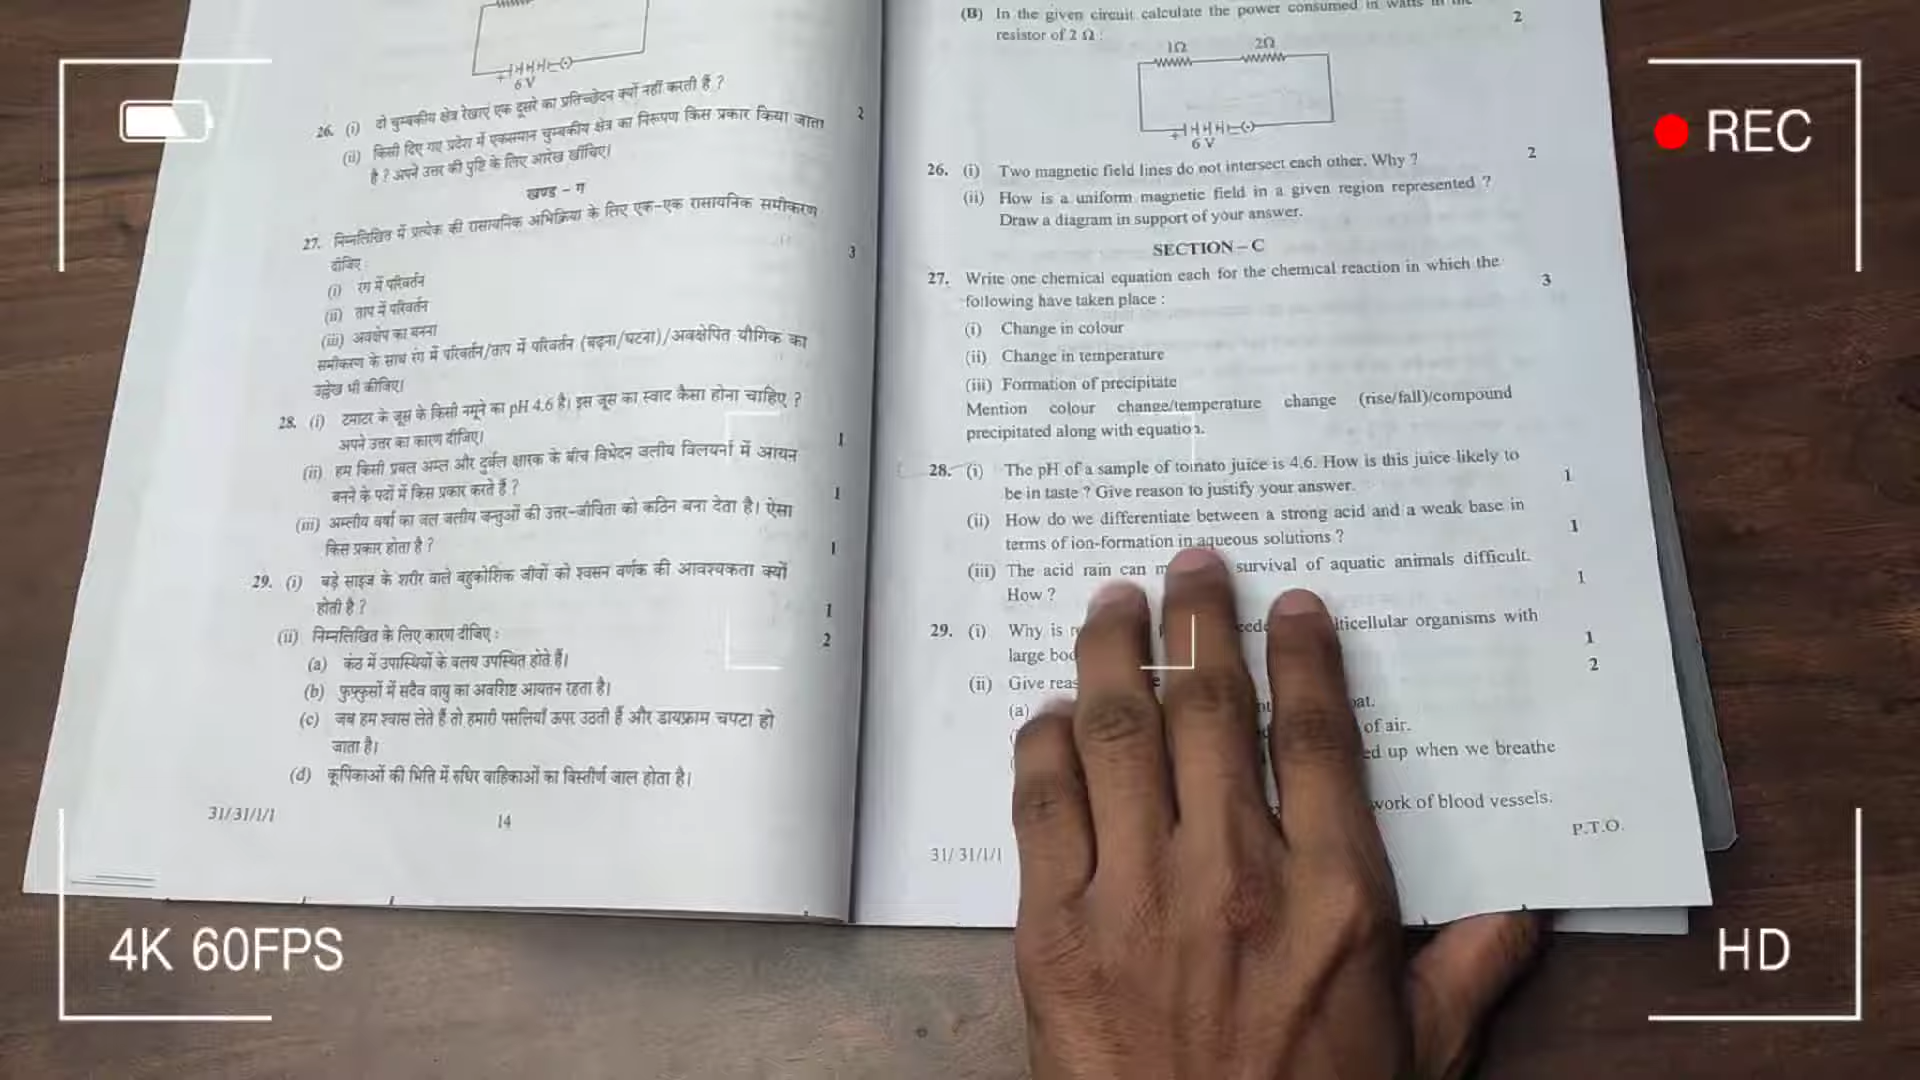 6 V
26. (i) दो चुम्बकीय क्षेत्र रेखाएं एक दूसरे का प्रतिच्छेदन क्यों नहीं करती हैं ?
2
(ii) किसी दिए गए प्रदेश में एकसमान चुम्बकीय क्षेत्र का निरूपण किस प्रकार किया जाता
है ? अपने उत्तर की पुष्टि के लिए आरेख खींचिए।
खण्ड – ग
27. निम्नलिखित में प्रत्येक की रासायनिक अभिक्रिया के लिए एक-एक रासायनिक समीकरण
दीजिए :
3
(i) रंग में परिवर्तन
(ii) ताप में परिवर्तन
(iii) अवक्षेप का बनना
समीकरण के साथ रंग में परिवर्तन/ताप में परिवर्तन (बढ़ना/घटना)/अवक्षेपित यौगिक का
उल्लेख भी कीजिए।
28. (i) टमाटर के जूस के किसी नमूने का pH 4.6 है। इस जूस का स्वाद कैसा होना चाहिए ?
अपने उत्तर का कारण दीजिए।
1
(ii) हम किसी प्रबल अम्ल और दुर्बल क्षारक के बीच विभेदन जलीय विलयनों में आयन
बनने के पदों में किस प्रकार करते हैं ?
1
(iii) अम्लीय वर्षा का जल जलीय जन्तुओं की उत्तर-जीविता को कठिन बना देता है। ऐसा
किस प्रकार होता है ?
1
29. (i) बड़े साइज के शरीर वाले बहुकोशिक जीवों को श्वसन वर्णक की आवश्यकता क्यों
होती है ?
1
(ii) निम्नलिखित के लिए कारण दीजिए :
2
(a) कंठ में उपास्थियों के वलय उपस्थित होते हैं।
(b) फुफ्फुसों में सदैव वायु का अवशिष्ट आयतन रहता है।
(c) जब हम श्वास लेते हैं तो हमारी पसलियाँ ऊपर उठती हैं और डायफ्राम चपटा हो
जाता है।
(d) कूपिकाओं की भित्ति में रुधिर वाहिकाओं का विस्तीर्ण जाल होता है।
31/31/1/1
14
(B) In the given circuit calculate the power consumed in watts in the
resistor of 2 Ω :
2
1Ω 2Ω
6 V
26. (i) Two magnetic field lines do not intersect each other. Why ?
2
(ii) How is a uniform magnetic field in a given region represented ?
Draw a diagram in support of your answer.
SECTION – C
27. Write one chemical equation each for the chemical reaction in which the
following have taken place :
3
(i) Change in colour
(ii) Change in temperature
(iii) Formation of precipitate
Mention colour change/temperature change (rise/fall)/compound
precipitated along with equation.
28. (i) The pH of a sample of tomato juice is 4.6. How is this juice likely to
be in taste ? Give reason to justify your answer.
1
(ii) How do we differentiate between a strong acid and a weak base in
terms of ion-formation in aqueous solutions ?
1
(iii) The acid rain can survival of aquatic animals difficult.
How ?
1
29. (i) Why is organisms with
large
1
(ii) Give
2
(a)
of air.
up when we breathe
of blood vessels.
31/31/1/1
P.T.O.
REC
4K 60FPS
HD